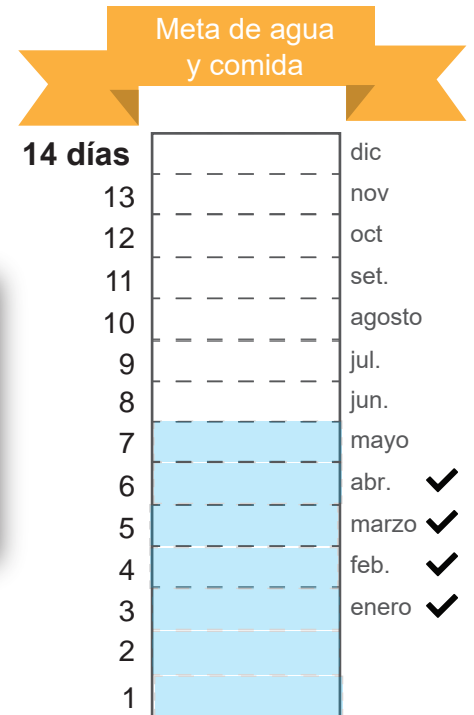 Meta de agua
y comida
14 días dic
13 nov
12 oct
11 set.
10 agosto
9 jul.
8 jun.
7 mayo
6 abr.
5 marzo
4 feb.
3 enero
2
1